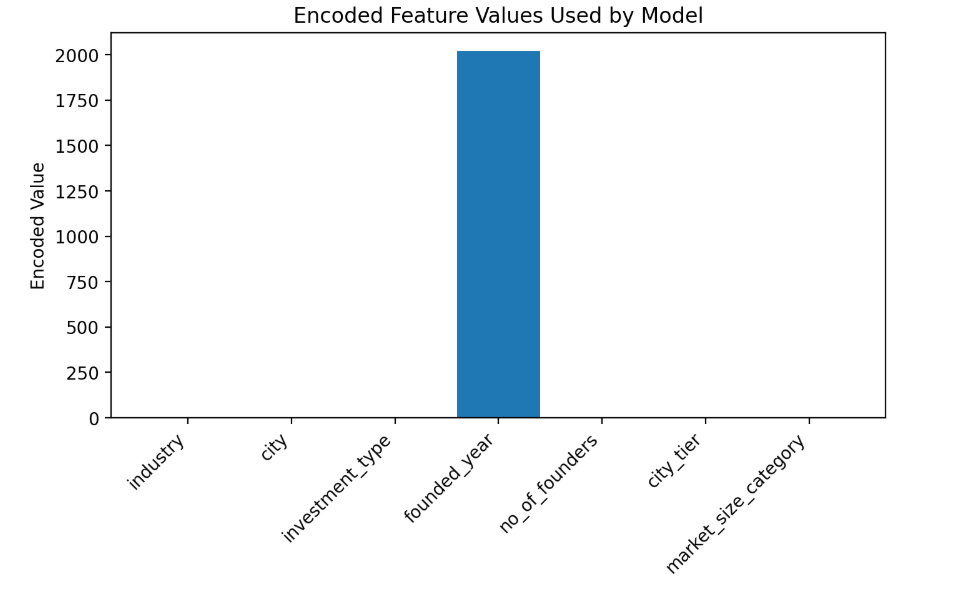 Encoded Feature Values Used by Model
Encoded Value
2000
1750
1500
1250
1000
750
500
250
0
industry
city
investment_type
founded_year
no_of_founders
city_tier
market_size_category